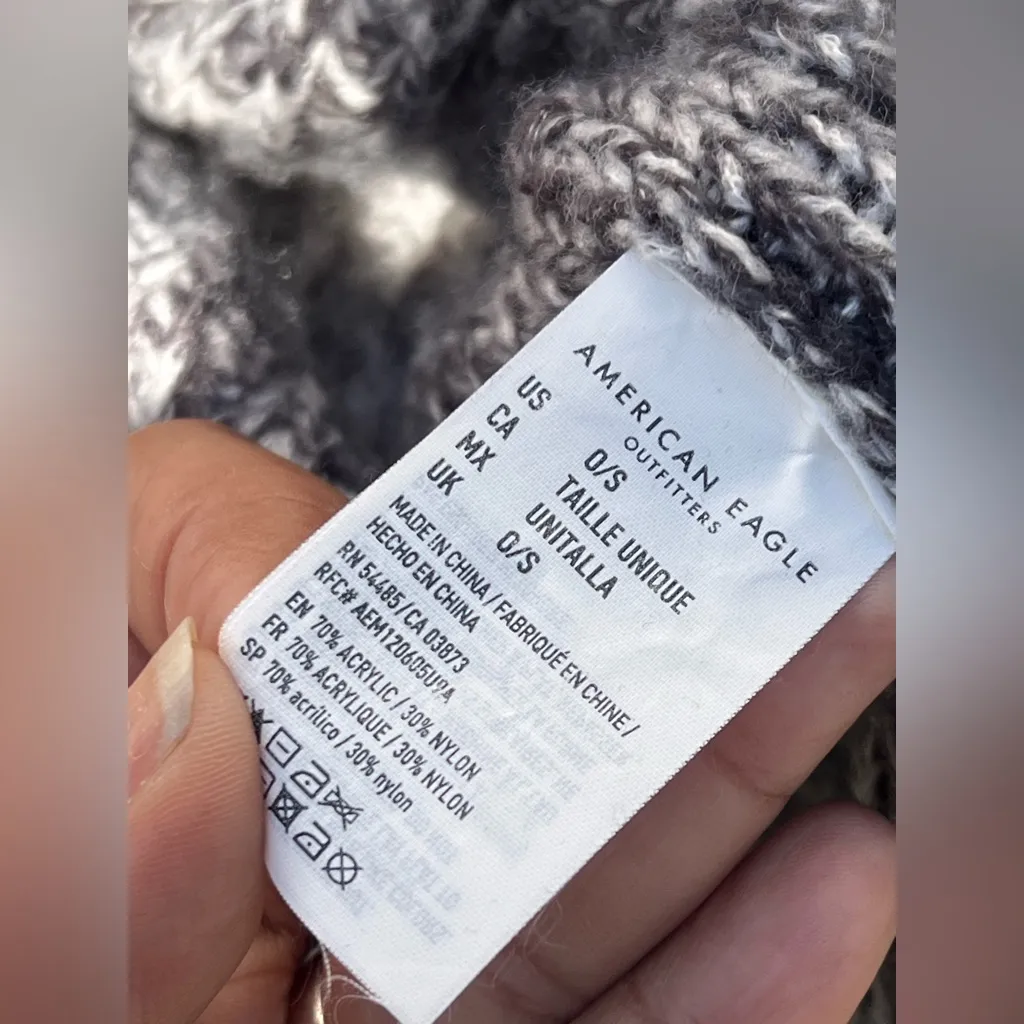 AMERICAN EAGLE
OUTFITTERS
US O/S
CA TAILLE UNIQUE
MX UNITALLA
UK O/S
MADE IN CHINA / FABRIQUÉ EN CHINE /
HECHO EN CHINA
RN 54485 / CA 03873
RFC# AEM120605U9A
EN 70% ACRYLIC / 30% NYLON
FR 70% ACRYLIQUE / 30% NYLON
SP 70% acrílico / 30% nylon